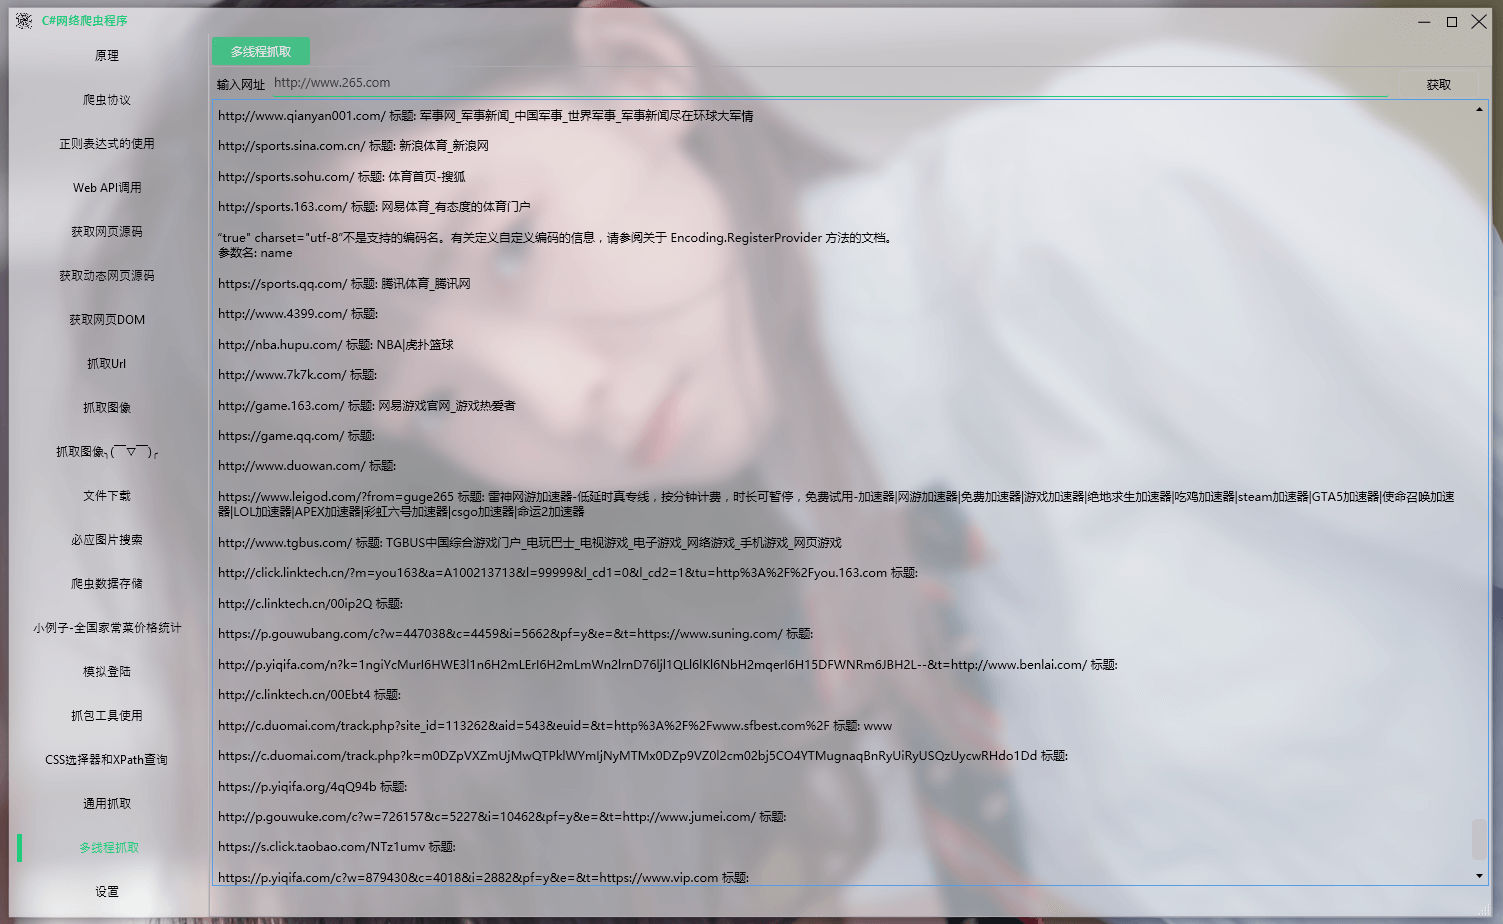 C#网络爬虫程序
原理
爬虫协议
正则表达式的使用
Web API调用
获取网页源码
获取动态网页源码
获取网页DOM
抓取Url
抓取图像
抓取图像╮(￣▽￣)╭
文件下载
必应图片搜索
爬虫数据存储
小例子-全国家常菜价格统计
模拟登陆
抓包工具使用
CSS选择器和XPath查询
通用抓取
多线程抓取
设置
多线程抓取
输入网址 http://www.265.com 获取
http://www.qianyan001.com/ 标题: 军事网_军事新闻_中国军事_世界军事_军事新闻尽在环球大军情
http://sports.sina.com.cn/ 标题: 新浪体育_新浪网
http://sports.sohu.com/ 标题: 体育首页-搜狐
http://sports.163.com/ 标题: 网易体育_有态度的体育门户
“true" charset="utf-8”不是支持的编码名。有关定义自定义编码的信息，请参阅关于 Encoding.RegisterProvider 方法的文档。
参数名: name
https://sports.qq.com/ 标题: 腾讯体育_腾讯网
http://www.4399.com/ 标题:
http://nba.hupu.com/ 标题: NBA|虎扑篮球
http://www.7k7k.com/ 标题:
http://game.163.com/ 标题: 网易游戏官网_游戏热爱者
https://game.qq.com/ 标题:
http://www.duowan.com/ 标题:
https://www.leigod.com/?from=guge265 标题: 雷神网游加速器-低延时真专线，按分钟计费，时长可暂停，免费试用-加速器|网游加速器|免费加速器|游戏加速器|绝地求生加速器|吃鸡加速器|steam加速器|GTA5加速器|使命召唤加速
器|LOL加速器|APEX加速器|彩虹六号加速器|csgo加速器|命运2加速器
http://www.tgbus.com/ 标题: TGBUS中国综合游戏门户_电玩巴士_电视游戏_电子游戏_网络游戏_手机游戏_网页游戏
http://click.linktech.cn/?m=you163&a=A100213713&l=99999&l_cd1=0&l_cd2=1&tu=http%3A%2F%2Fyou.163.com 标题:
http://c.linktech.cn/00ip2Q 标题:
https://p.gouwubang.com/c?w=447038&c=4459&i=5662&pf=y&e=&t=https://www.suning.com/ 标题:
http://p.yiqifa.com/n?k=1ngiYcMurI6HWE3l1n6H2mLErI6H2mLmWn2lrnD76ljl1QLl6lKl6NbH2mqerI6H15DFWNRm6JBH2L--&t=http://www.benlai.com/ 标题:
http://c.linktech.cn/00Ebt4 标题:
http://c.duomai.com/track.php?site_id=113262&aid=543&euid=&t=http%3A%2F%2Fwww.sfbest.com%2F 标题: www
https://c.duomai.com/track.php?k=m0DZpVXZmUjMwQTPklWYmIjNyMTMx0DZp9VZ0l2cm02bj5CO4YTMugnaqBnRyUiRyUSQzUycwRHdo1Dd 标题:
https://p.yiqifa.org/4qQ94b 标题:
http://p.gouwuke.com/c?w=726157&c=5227&i=10462&pf=y&e=&t=http://www.jumei.com/ 标题:
https://s.click.taobao.com/NTz1umv 标题:
https://p.yiqifa.com/c?w=879430&c=4018&i=2882&pf=y&e=&t=https://www.vip.com 标题: